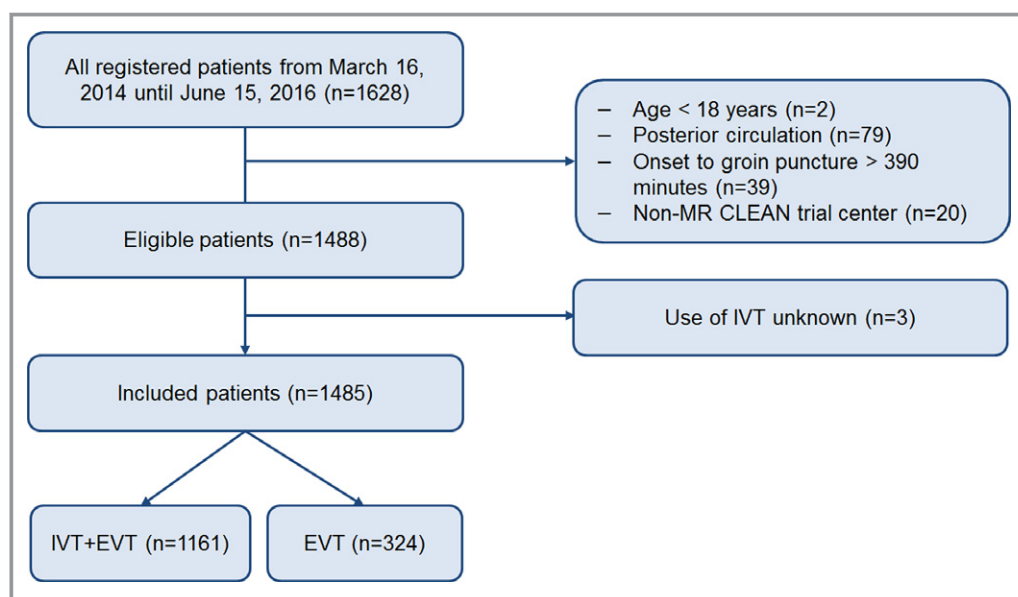 All registered patients from March 16,
2014 until June 15, 2016 (n=1628)
– Age < 18 years (n=2)
– Posterior circulation (n=79)
– Onset to groin puncture > 390
minutes (n=39)
– Non-MR CLEAN trial center (n=20)
Eligible patients (n=1488)
Use of IVT unknown (n=3)
Included patients (n=1485)
IVT+EVT (n=1161)
EVT (n=324)